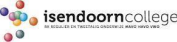 isendoorncollege
REGULIER EN TWEETALIG ONDERWIJS MAVO HAVO VWO